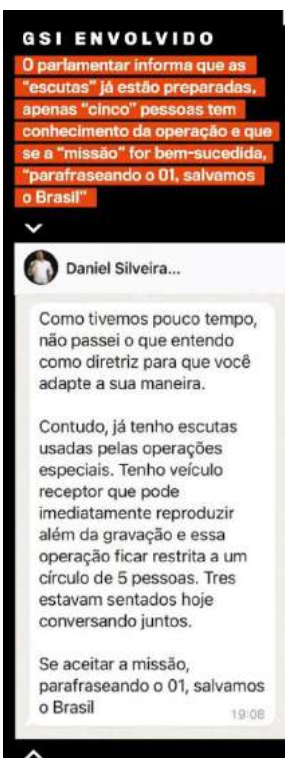 GSI ENVOLVIDO
O parlamentar informa que as
"escutas" já estão preparadas,
apenas "cinco" pessoas tem
conhecimento da operação e que
se a "missão" for bem-sucedida,
"parafraseando o 01, salvamos
o Brasil"
Daniel Silveira...
Como tivemos pouco tempo,
não passei o que entendo
como diretriz para que você
adapte a sua maneira.
Contudo, já tenho escutas
usadas pelas operações
especiais. Tenho veículo
receptor que pode
imediatamente reproduzir
além da gravação e essa
operação ficar restrita a um
círculo de 5 pessoas. Tres
estavam sentados hoje
conversando juntos.
Se aceitar a missão,
parafraseando o 01, salvamos
o Brasil
19:08